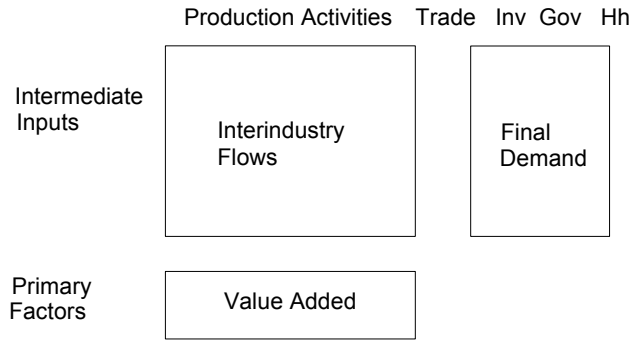 Production Activities Trade Inv Gov Hh
Intermediate
Inputs
Interindustry
Flows
Final
Demand
Primary
Factors
Value Added